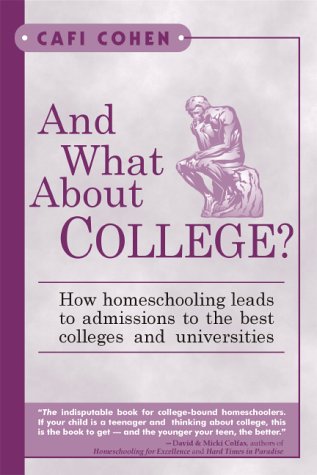 CAFI COHEN
And
What
About
COLLEGE?
How homeschooling leads
to admissions to the best
colleges and universities
"The indisputable book for college-bound homeschoolers.
If your child is a teenager and thinking about college, this
is the book to get — and the younger your teen, the better."
—David & Micki Colfax, authors of
Homeschooling for Excellence and Hard Times in Paradise